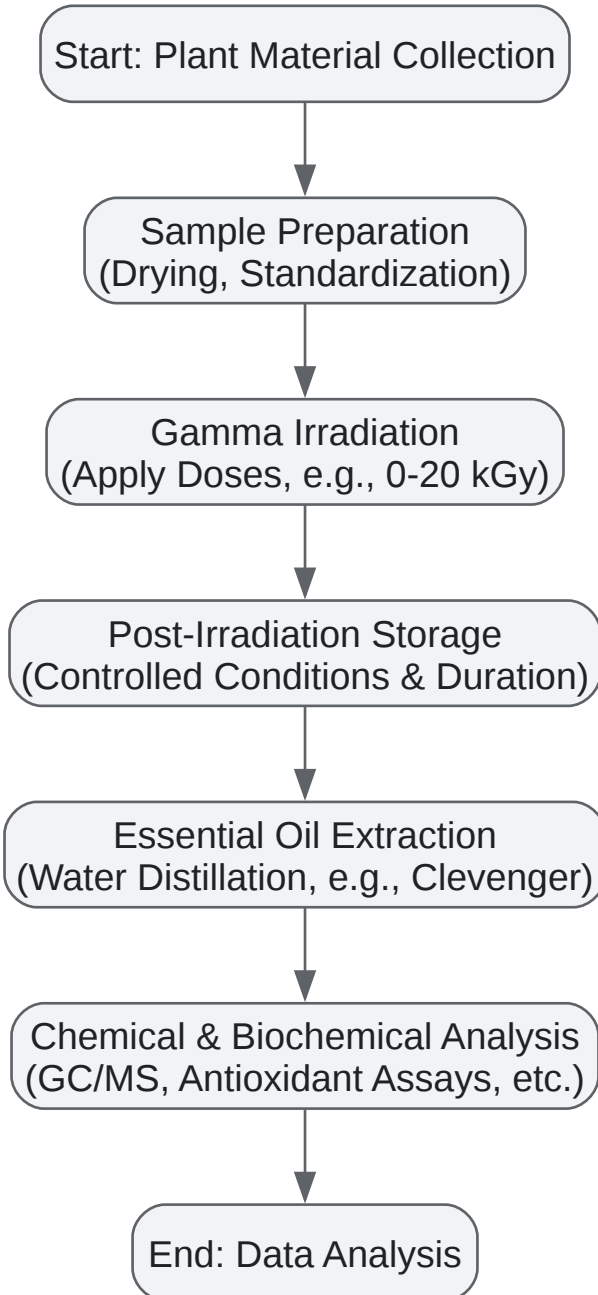 Start: Plant Material Collection
Sample Preparation
(Drying, Standardization)
Gamma Irradiation
(Apply Doses, e.g., 0-20 kGy)
Post-Irradiation Storage
(Controlled Conditions & Duration)
Essential Oil Extraction
(Water Distillation, e.g., Clevenger)
Chemical & Biochemical Analysis
(GC/MS, Antioxidant Assays, etc.)
End: Data Analysis